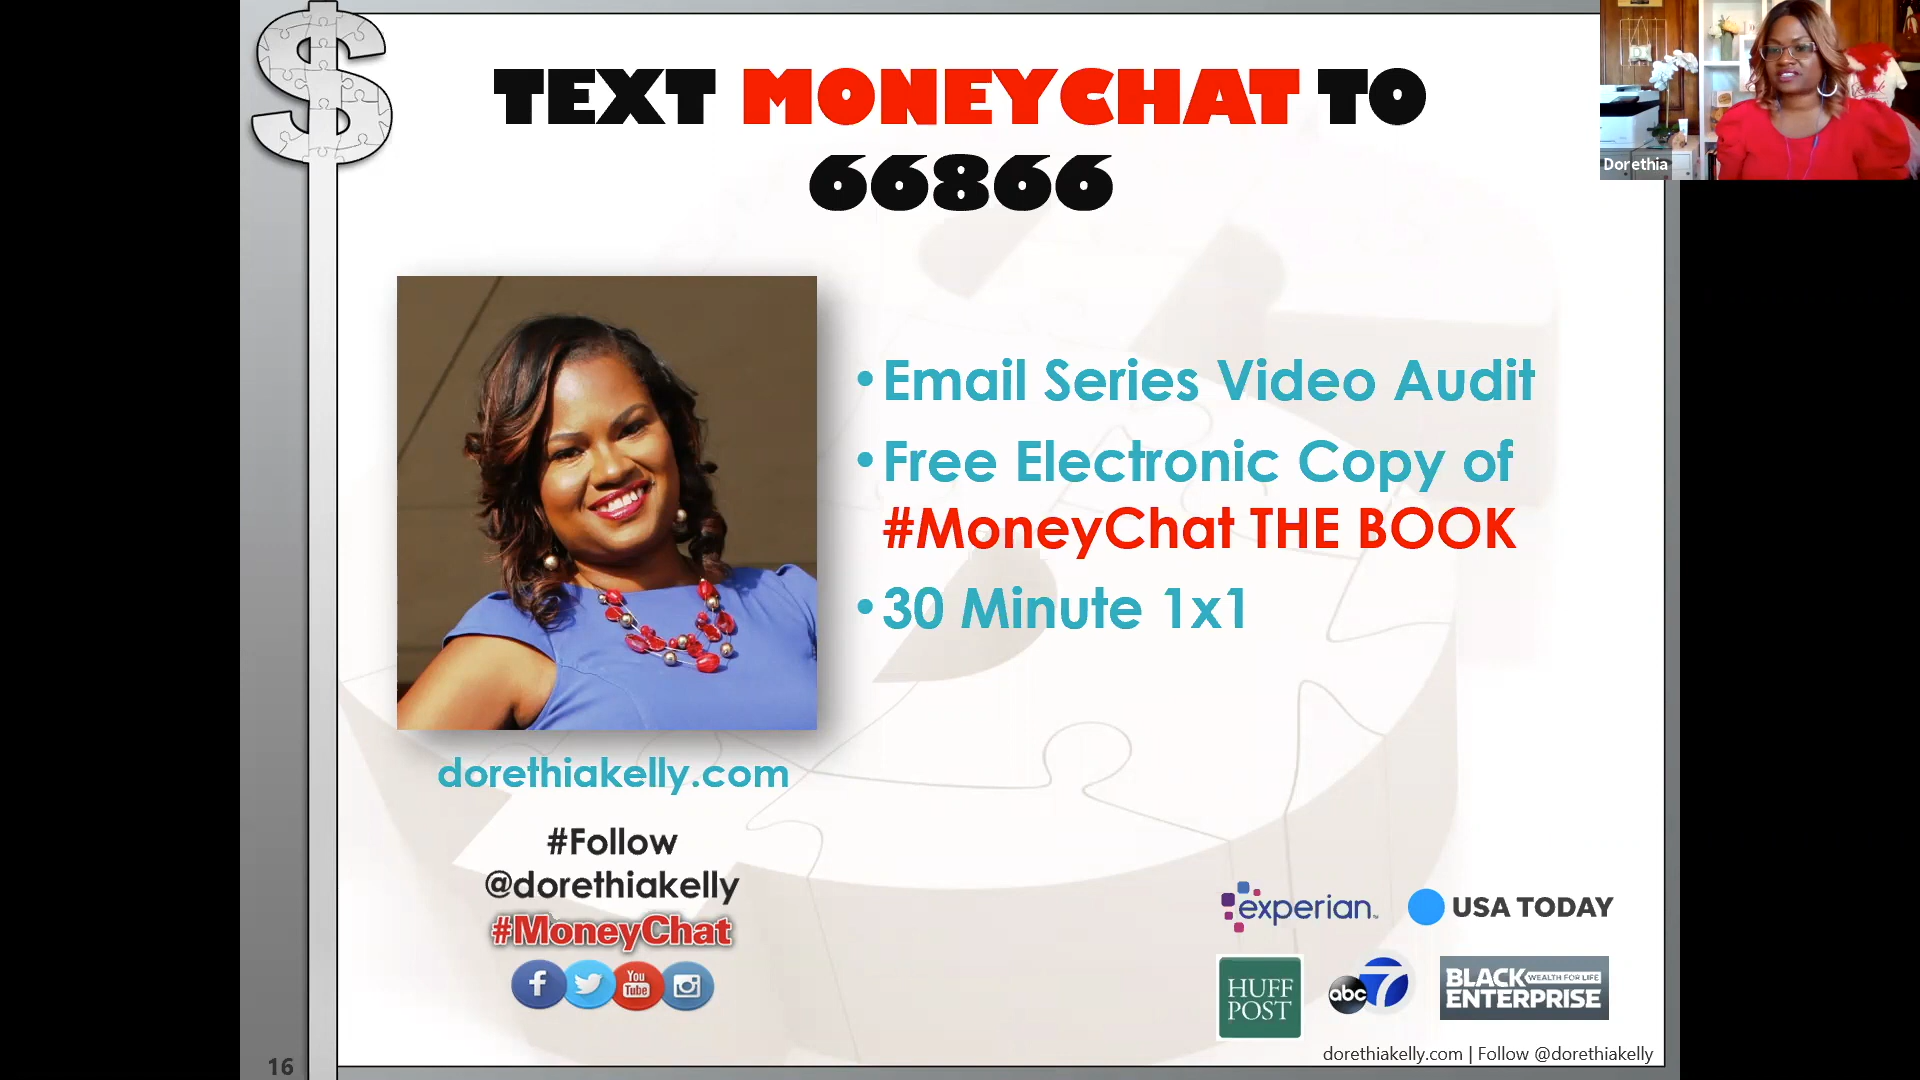 TEXT MONEYCHAT TO
66866
Dorethia
•Email Series Video Audit
•Free Electronic Copy of
#MoneyChat THE BOOK
•30 Minute 1x1
dorethiakelly.com
#Follow
@dorethiakelly
#MoneyChat
You
Tube
experian™
USA TODAY
HUFF
POST
abc 7
BLACK WEALTH FOR LIFE
ENTERPRISE
dorethiakelly.com | Follow @dorethiakelly
16